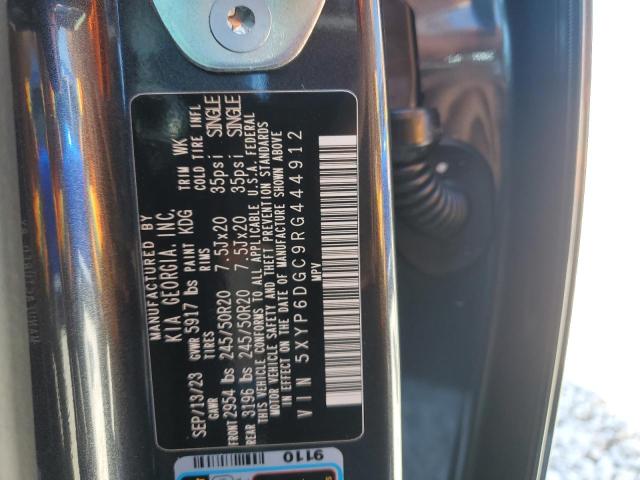 MANUFACTURED BY
KIA GEORGIA, INC.
SEP/13/23 GVWR 5917 lbs PAINT KDG TRIM WK
GAWR TIRES RIMS COLD TIRE INFL
FRONT 2954 lbs 245/50R20 7.5Jx20 35psi SINGLE
REAR 3196 lbs 245/50R20 7.5Jx20 35psi SINGLE
THIS VEHICLE CONFORMS TO ALL APPLICABLE U.S.A. FEDERAL
MOTOR VEHICLE SAFETY AND THEFT PREVENTION STANDARDS
IN EFFECT ON THE DATE OF MANUFACTURE SHOWN ABOVE
VIN 5XYP6DGC9RG444912
MPV
9110